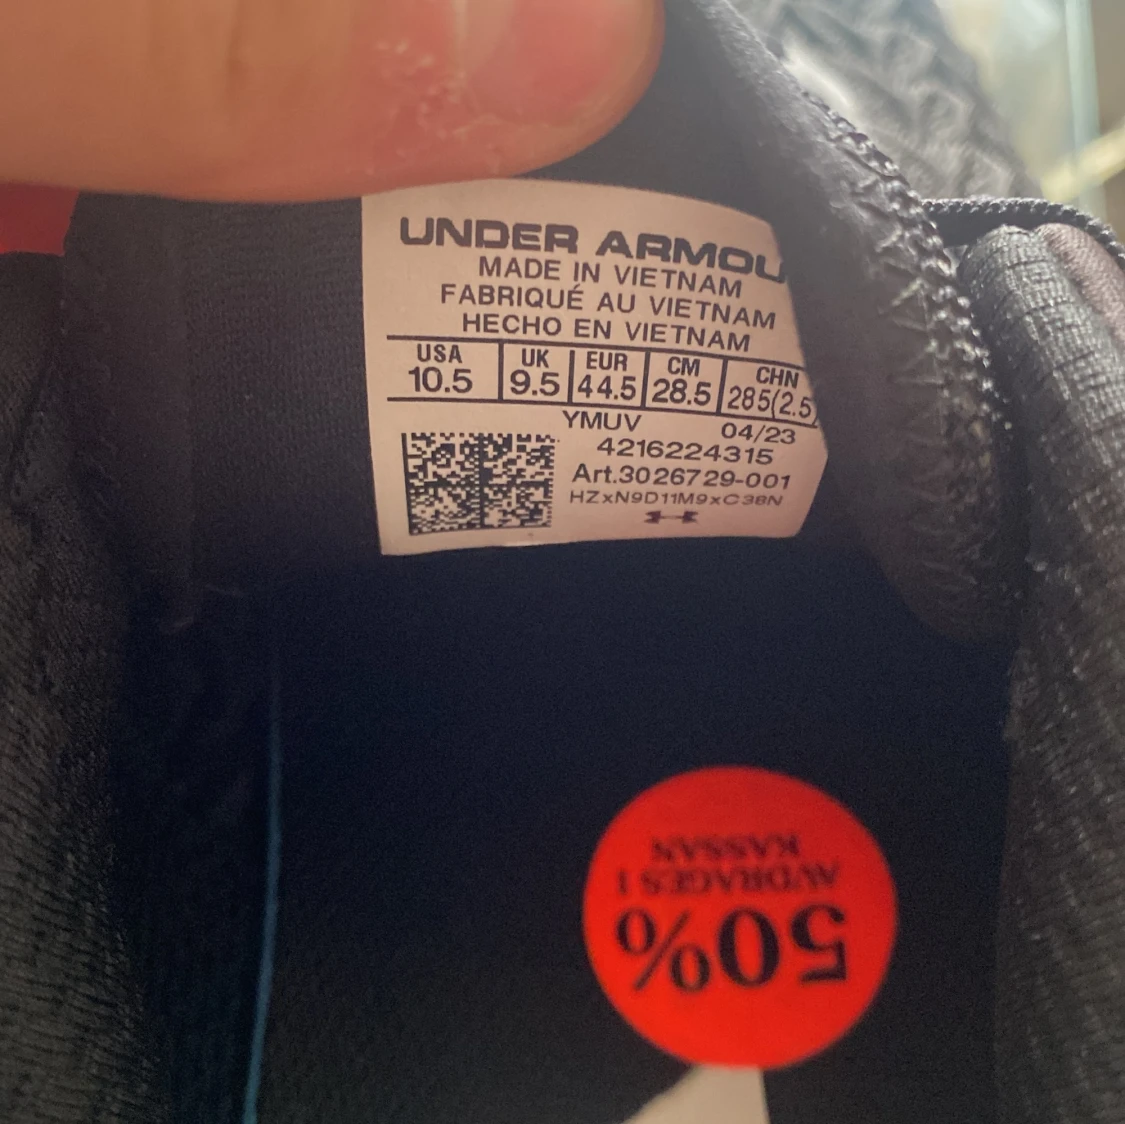 UNDER ARMOU
MADE IN VIETNAM
FABRIQUÉ AU VIETNAM
HECHO EN VIETNAM
USA UK EUR CM CHN
10.5 9.5 44.5 28.5 285(2.5)
YMUV 04/23
4216224315
Art.3026729-001
HZxN9D11M9xC38N
50%
AVDRAGES I
KASSAN